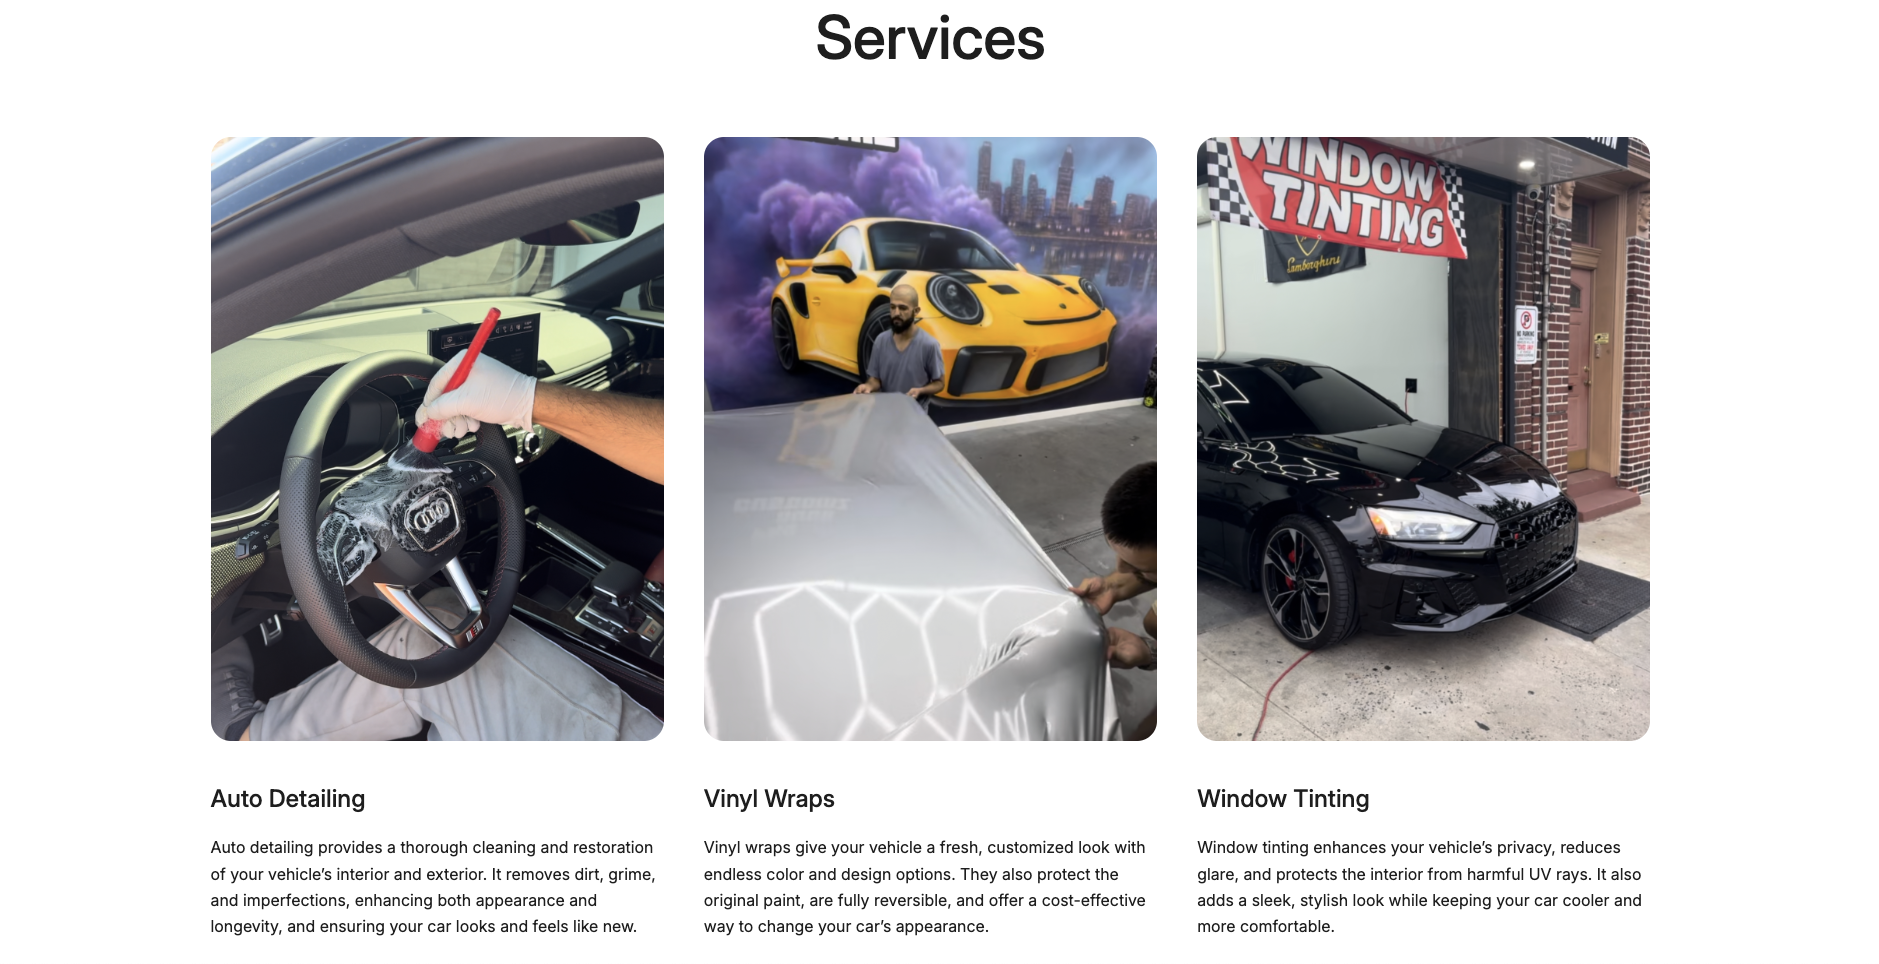 Services
WINDOW
TINTING
Lamborghini
Auto Detailing
Auto detailing provides a thorough cleaning and restoration
of your vehicle’s interior and exterior. It removes dirt, grime,
and imperfections, enhancing both appearance and
longevity, and ensuring your car looks and feels like new.
Vinyl Wraps
Vinyl wraps give your vehicle a fresh, customized look with
endless color and design options. They also protect the
original paint, are fully reversible, and offer a cost-effective
way to change your car’s appearance.
Window Tinting
Window tinting enhances your vehicle’s privacy, reduces
glare, and protects the interior from harmful UV rays. It also
adds a sleek, stylish look while keeping your car cooler and
more comfortable.